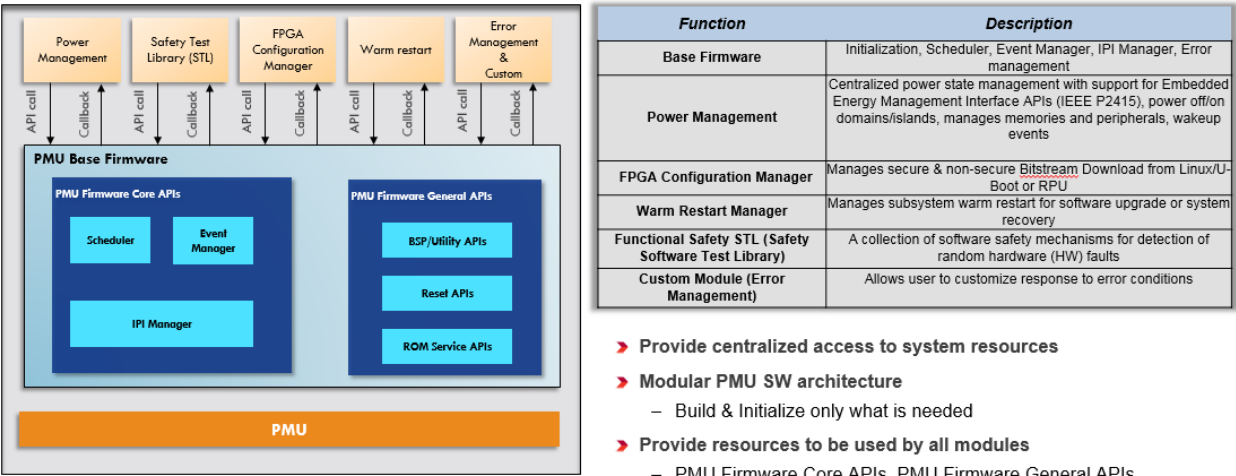 Power
Management
Safety Test
Library (STL)
FPGA
Configuration
Manager
Warm restart
Error
Management
&
Custom
API call
Callback
API call
Callback
API call
Callback
API call
Callback
API call
Callback
PMU Base Firmware
PMU Firmware Core APIs
Scheduler
Event
Manager
IPI Manager
PMU Firmware General APIs
BSP/Utility APIs
Reset APIs
ROM Service APIs
PMU
Function
Description
Base Firmware
Initialization, Scheduler, Event Manager, IPI Manager, Error
management
Power Management
Centralized power state management with support for Embedded
Energy Management Interface APIs (IEEE P2415), power off/on
domains/islands, manages memories and peripherals, wakeup
events
FPGA Configuration Manager
Manages secure & non-secure Bitstream Download from Linux/U-
Boot or RPU
Warm Restart Manager
Manages subsystem warm restart for software upgrade or system
recovery
Functional Safety STL (Safety
Software Test Library)
A collection of software safety mechanisms for detection of
random hardware (HW) faults
Custom Module (Error
Management)
Allows user to customize response to error conditions
Provide centralized access to system resources
Modular PMU SW architecture
– Build & Initialize only what is needed
Provide resources to be used by all modules
– PMU Firmware Core APIs, PMU Firmware General APIs